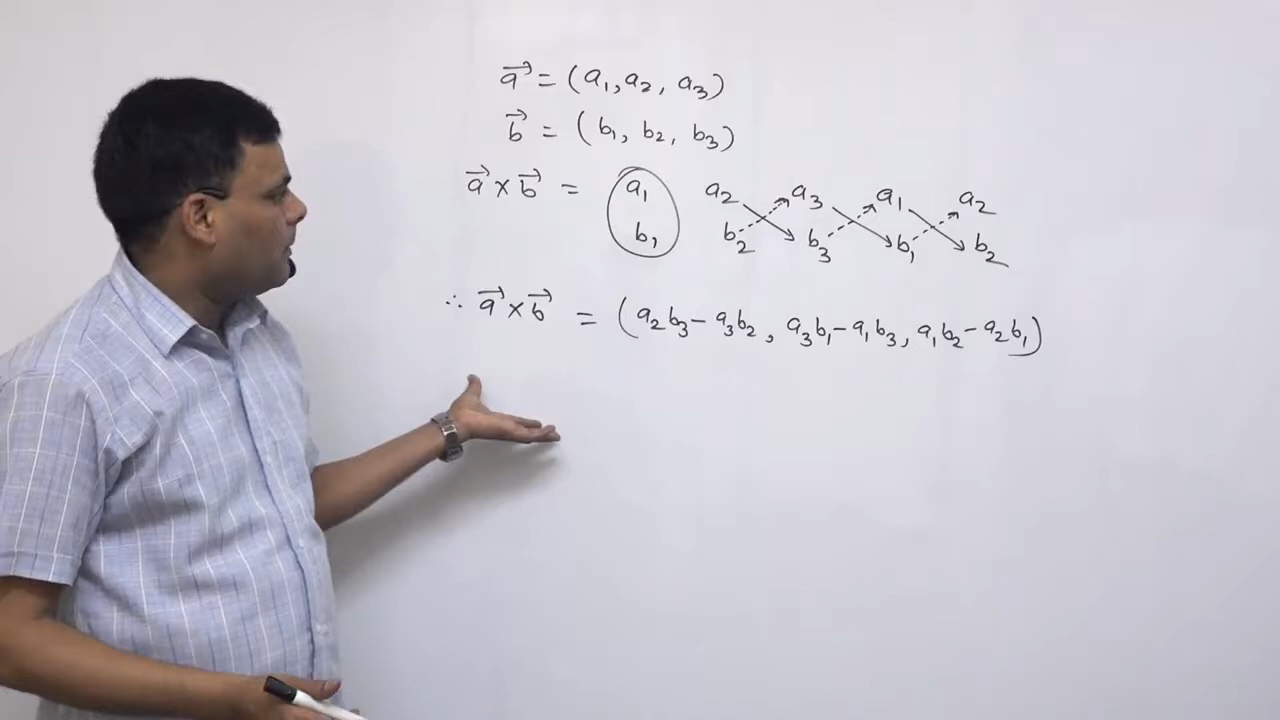 a⃗ = (a₁, a₂, a₃)
b⃗ = (b₁, b₂, b₃)
a⃗ × b⃗ = a₁ a₂ a₃ a₁ a₂
b₁ b₂ b₃ b₁ b₂
∴ a⃗ × b⃗ = (a₂b₃ − a₃b₂, a₃b₁ − a₁b₃, a₁b₂ − a₂b₁)